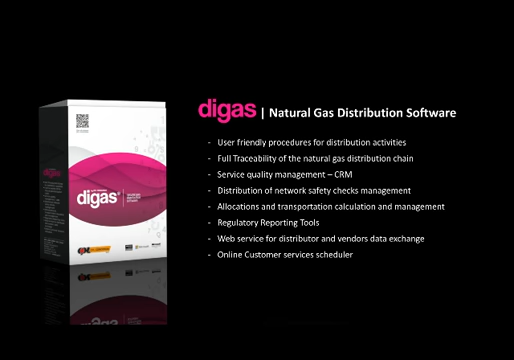 digas | Natural Gas Distribution Software
- User friendly procedures for distribution activities
- Full Traceability of the natural gas distribution chain
- Service quality management – CRM
- Distribution of network safety checks management
- Allocations and transportation calculation and management
- Regulatory Reporting Tools
- Web service for distributor and vendors data exchange
- Online Customer services scheduler
digas